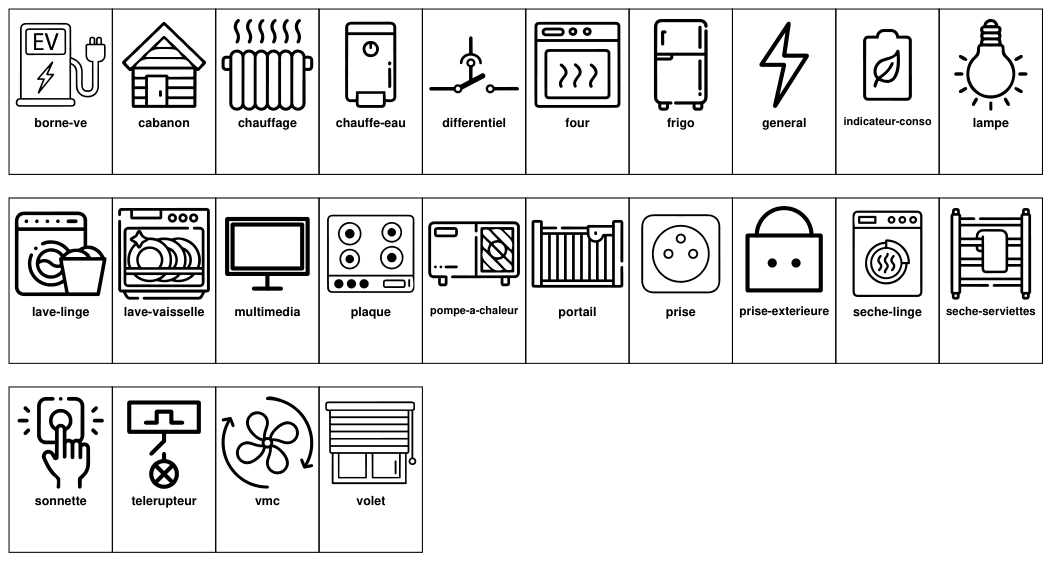 EV
borne-ve
cabanon
chauffage
chauffe-eau
differentiel
four
frigo
general
indicateur-conso
lampe
lave-linge
lave-vaisselle
multimedia
plaque
pompe-a-chaleur
portail
prise
prise-exterieure
seche-linge
seche-serviettes
sonnette
telerupteur
vmc
volet